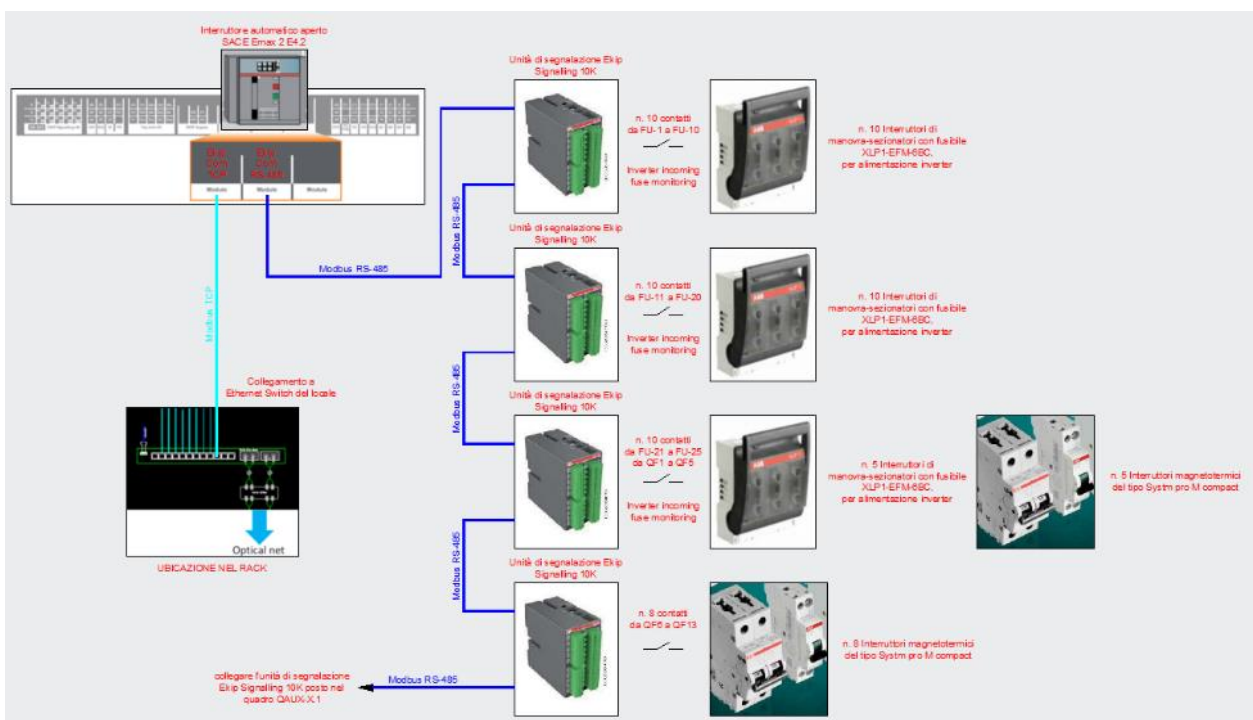 Interruttore automatico aperto
SACE Emax 2 E4.2
Ekip
Com
TCP
Ekip
Com
RS-485
Module
Module
Module
Modbus RS-485
Modbus TCP
Collegamento a
Ethernet Switch del locale
Optical net
UBICAZIONE NEL RACK
Unità di segnalazione Ekip
Signalling 10K
n. 10 contatti
da FU-1 a FU-10
Inverter incoming
fuse monitoring
n. 10 Interruttori di
manovra-sezionatori con fusibile
XLP1-EFM-6BC,
per alimentazione inverter
Modbus RS-485
Unità di segnalazione Ekip
Signalling 10K
n. 10 contatti
da FU-11 a FU-20
Inverter incoming
fuse monitoring
n. 10 Interruttori di
manovra-sezionatori con fusibile
XLP1-EFM-6BC,
per alimentazione inverter
Modbus RS-485
Unità di segnalazione Ekip
Signalling 10K
n. 10 contatti
da FU-21 a FU-25
da QF1 a QF5
Inverter incoming
fuse monitoring
n. 5 Interruttori di
manovra-sezionatori con fusibile
XLP1-EFM-6BC,
per alimentazione inverter
n. 5 Interruttori magnetotermici
del tipo Systm pro M compact
Modbus RS-485
Unità di segnalazione Ekip
Signalling 10K
n. 8 contatti
da QF6 a QF13
n. 8 Interruttori magnetotermici
del tipo Systm pro M compact
Modbus RS-485
collegare l'unità di segnalazione
Ekip Signalling 10K posto nel
quadro QAUX-X.1